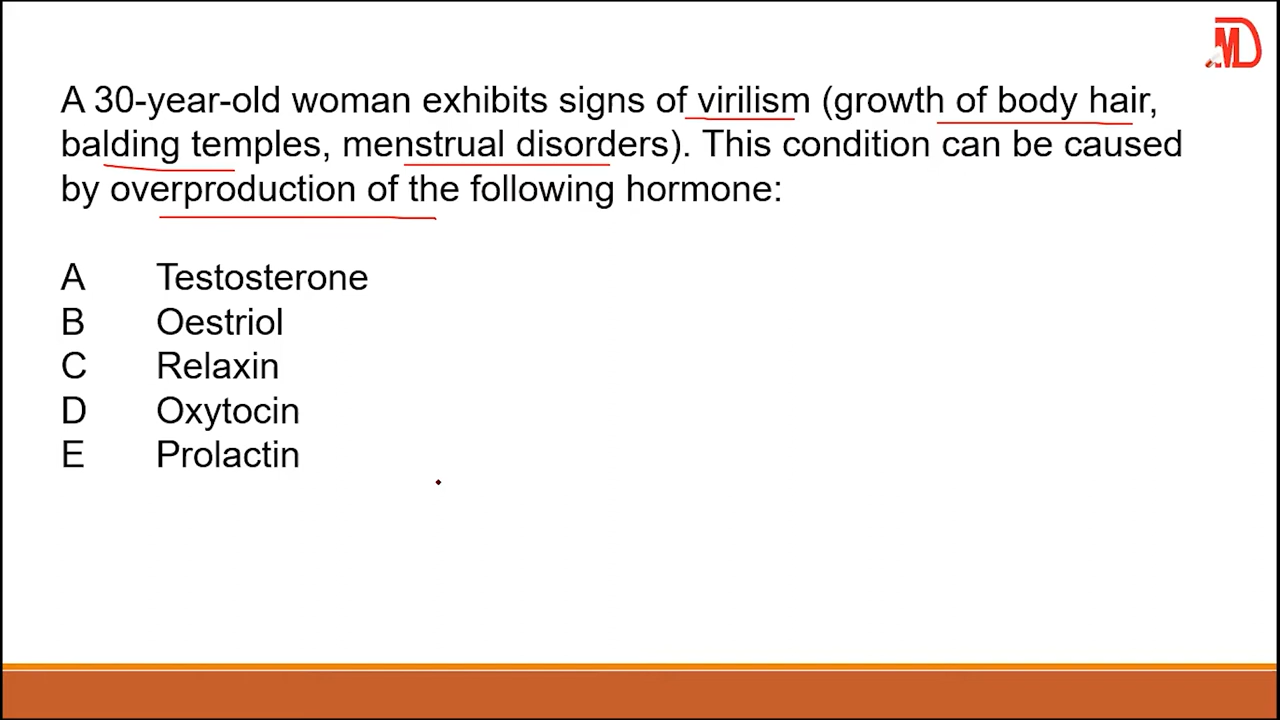 MD
A 30-year-old woman exhibits signs of virilism (growth of body hair,
balding temples, menstrual disorders). This condition can be caused
by overproduction of the following hormone:
A Testosterone
B Oestriol
C Relaxin
D Oxytocin
E Prolactin